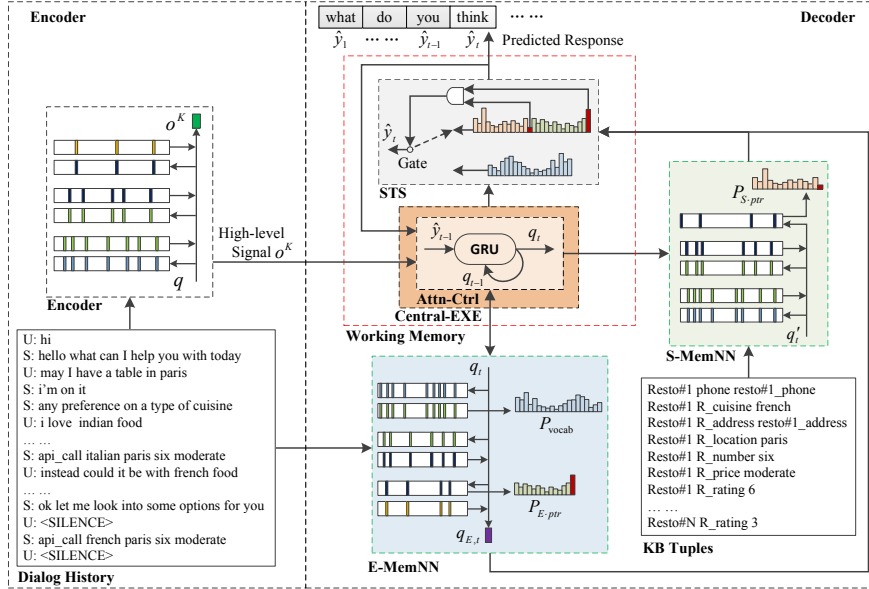 Encoder
Decoder
what do you think … …
ŷ1 … … ŷt−1 ŷt
Predicted Response
o^K
q
Encoder
High-level
Signal o^K
ŷt
Gate
STS
ŷt−1
GRU
qt
qt−1
Attn-Ctrl
Central-EXE
Working Memory
P_S·ptr
q't
S-MemNN
U: hi
S: hello what can I help you with today
U: may I have a table in paris
S: i'm on it
S: any preference on a type of cuisine
U: i love indian food
… …
S: api_call italian paris six moderate
U: instead could it be with french food
… …
S: ok let me look into some options for you
U: <SILENCE>
S: api_call french paris six moderate
U: <SILENCE>
Dialog History
qt
P_vocab
P_E·ptr
q_E,t
E-MemNN
Resto#1 phone resto#1_phone
Resto#1 R_cuisine french
Resto#1 R_address resto#1_address
Resto#1 R_location paris
Resto#1 R_number six
Resto#1 R_price moderate
Resto#1 R_rating 6
… …
Resto#N R_rating 3
KB Tuples